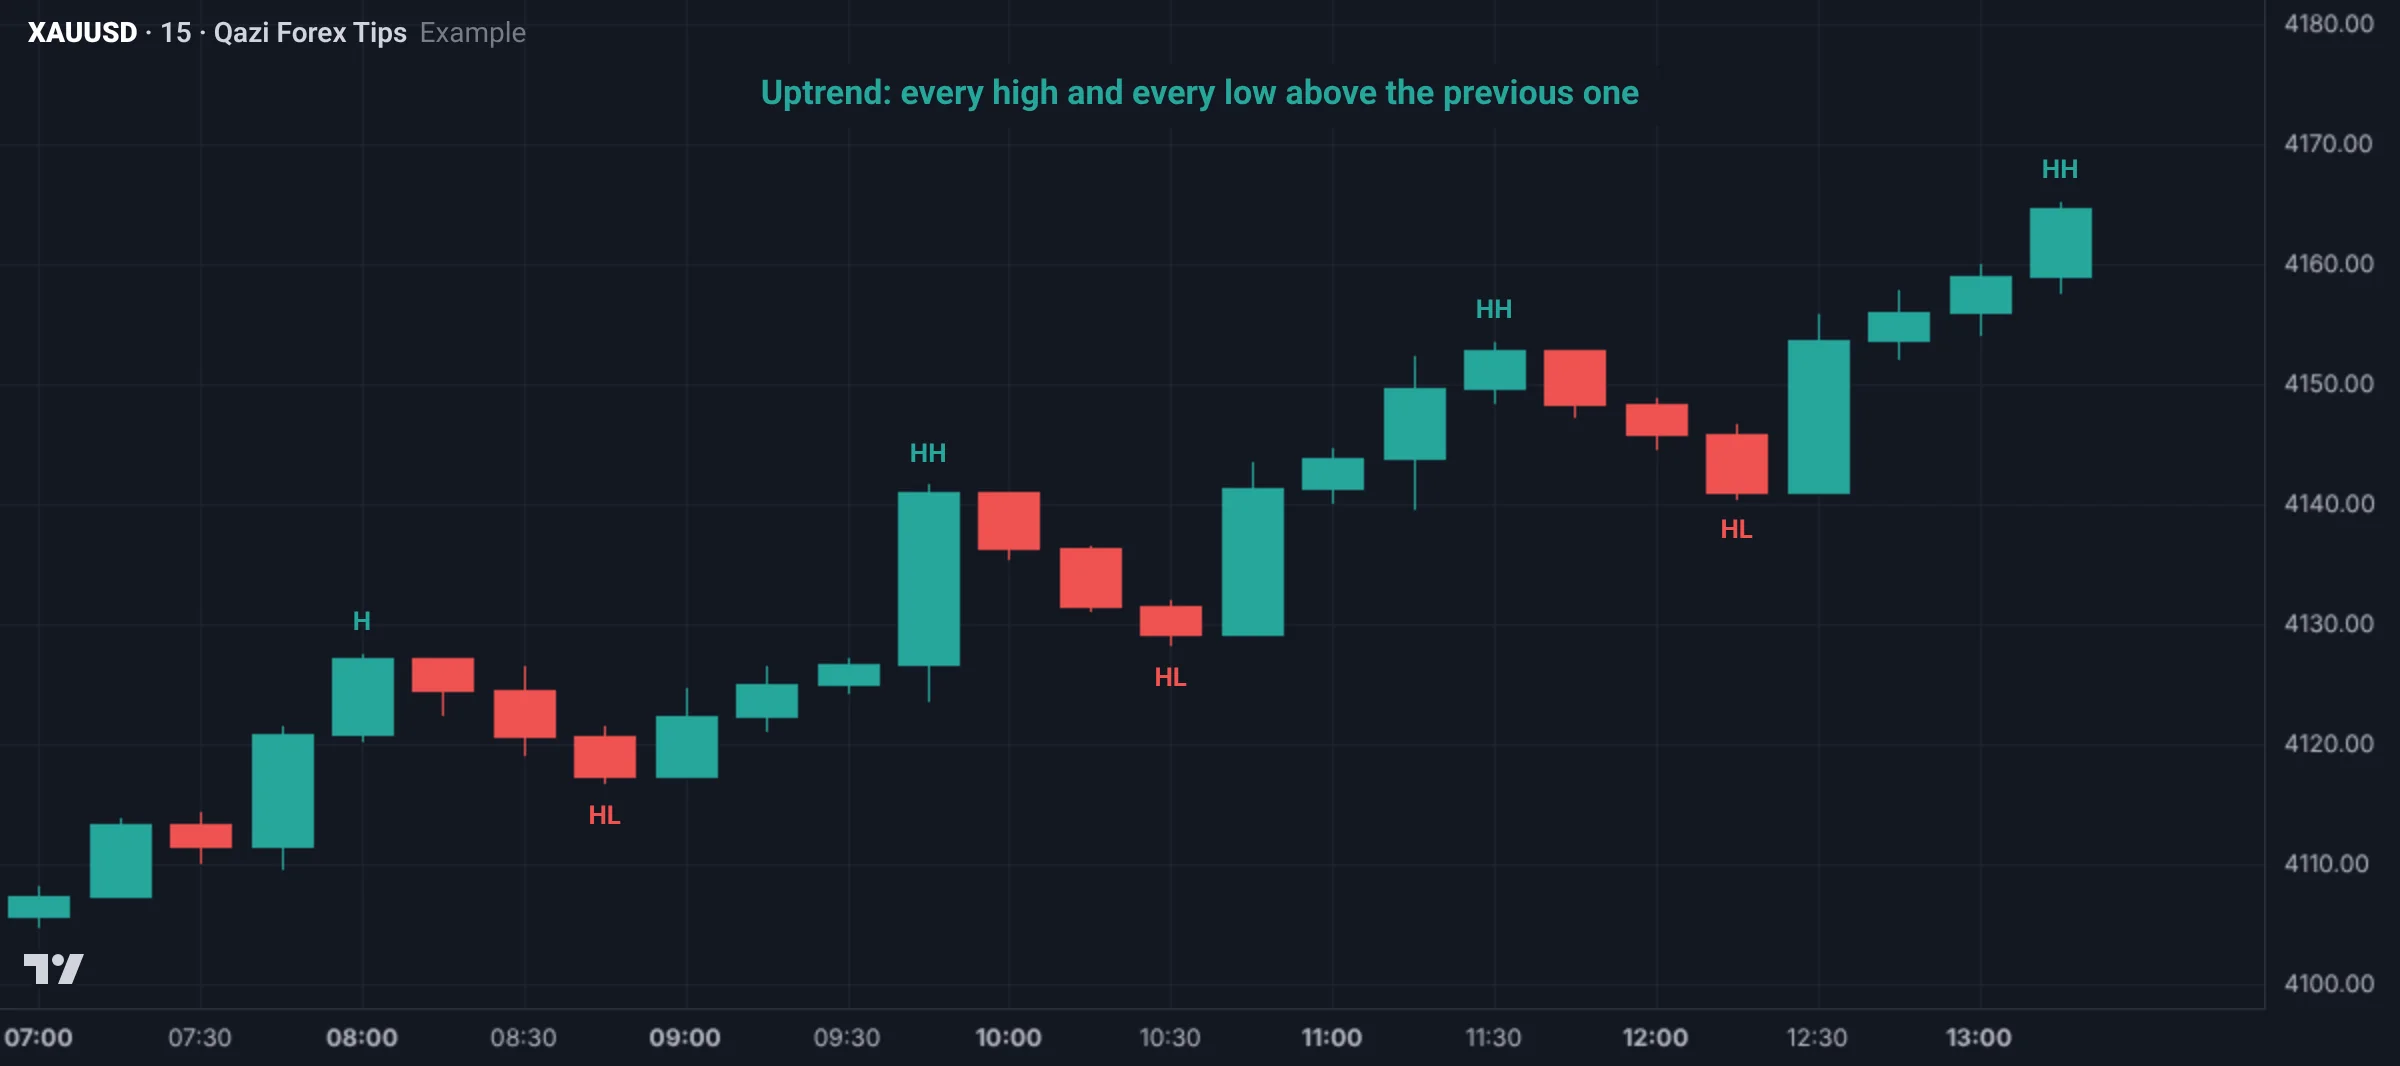 XAUUSD · 15 · Qazi Forex Tips Example
Uptrend: every high and every low above the previous one
4180.00
4170.00
HH
4160.00
HH
4150.00
HH
4140.00
HL
H
4130.00
HL
4120.00
HL
4110.00
4100.00
07:00 07:30 08:00 08:30 09:00 09:30 10:00 10:30 11:00 11:30 12:00 12:30 13:00